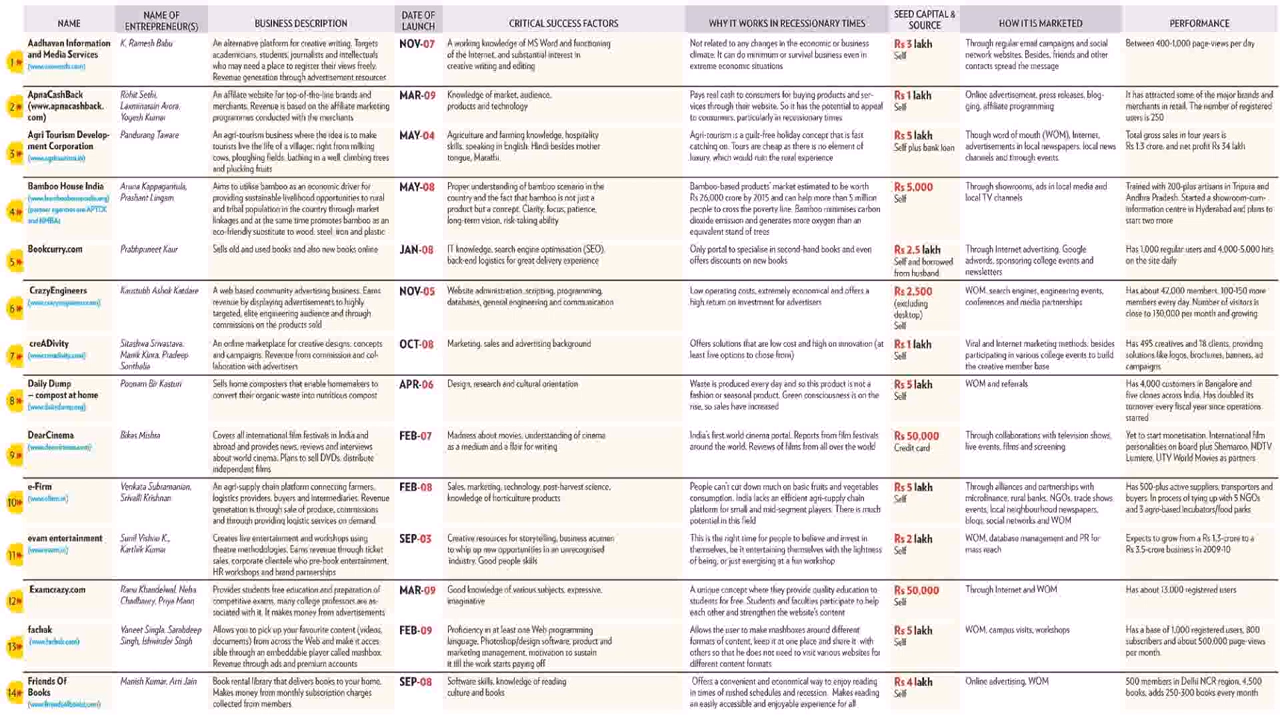 NAME
NAME OF
ENTREPRENEUR(S)
BUSINESS DESCRIPTION
DATE OF
LAUNCH
CRITICAL SUCCESS FACTORS
WHY IT WORKS IN RECESSIONARY TIMES
SEED CAPITAL &
SOURCE
HOW IT IS MARKETED
PERFORMANCE
1
Aadhavan Information
and Media Services
K. Ramesh Babu
An alternative platform for creative writing. Targets
academicians, students, journalists and intellectuals
who may need a place to register their views freely.
Revenue generation through advertisement resources
NOV-07
A working knowledge of MS Word and functioning
of the Internet, and substantial interest in
creative writing and editing
Not related to any changes in the economic or business
climate. It can do minimum or survival business even in
extreme economic situations
Rs 3 lakh
Self
Through regular email campaigns and social
network websites. Besides, friends and other
contacts spread the message
Between 400-1,000 page-views per day
2
ApnaCashBack
(www.apnacashback.
com)
Rohit Sethi,
Laxminarain Arora,
Yogesh Kumar
An affiliate website for top-of-the-line brands and
merchants. Revenue is based on the affiliate marketing
programmes conducted with the merchants
MAR-09
Knowledge of market, audience,
products and technology
Pays real cash to consumers for buying products and ser-
vices through their website. So it has the potential to appeal
to consumers, particularly in recessionary times
Rs 1 lakh
Self
Online advertisement, press releases, blog-
ging, affiliate programming
It has attracted some of the major brands and
merchants in retail. The number of registered
users is 250
3
Agri Tourism Develop-
ment Corporation
Pandurang Taware
An agri-tourism business where the idea is to make
tourists live the life of a villager; right from milking
cows, ploughing fields, bathing in a well, climbing trees
and plucking fruits
MAY-04
Agriculture and farming knowledge, hospitality
skills, speaking in English, Hindi besides mother
tongue, Marathi.
Agri-tourism is a guilt-free holiday concept that is fast
catching on. Tours are cheap as there is no element of
luxury, which would ruin the rural experience
Rs 5 lakh
Self plus bank loan
Though word of mouth (WOM), Internet,
advertisements in local newspapers, local news
channels and through events.
Total gross sales in four years is
Rs 1.3 crore, and net profit Rs 34 lakh
4
Bamboo House India
(partner agencies are APTDC
and NMBA)
Aruna Kappagantula,
Prashant Lingam
Aims to utilise bamboo as an economic driver for
providing sustainable livelihood opportunities to rural
and tribal population in the country through market
linkages and at the same time promotes bamboo as an
eco-friendly substitute to wood, steel, iron and plastic
MAY-08
Proper understanding of bamboo scenario in the
country and the fact that bamboo is not just a
product but a concept. Clarity, focus, patience,
long-term vision, risk-taking ability
Bamboo-based products' market estimated to be worth
Rs 26,000 crore by 2015 and can help more than 5 million
people to cross the poverty line. Bamboo minimises carbon
dioxide emission and generates more oxygen than an
equivalent stand of trees
Rs 5,000
Self
Through showrooms, ads in local media and
local TV channels
Trained with 200-plus artisans in Tripura and
Andhra Pradesh. Started a showroom-cum-
information centre in Hyderabad and plans to
start two more
5
Bookcurry.com
Prabhpuneet Kaur
Sells old and used books and also new books online
JAN-08
IT knowledge, search engine optimisation (SEO),
back-end logistics for great delivery experience
Only portal to specialise in second-hand books and even
offers discounts on new books
Rs 2.5 lakh
Self and borrowed
from husband
Through Internet advertising, Google
adwords, sponsoring college events and
newsletters
Has 1,000 regular users and 4,000-5,000 hits
on the site daily
6
CrazyEngineers
Kaustubh Ashok Katdare
A web based community advertising business. Earns
revenue by displaying advertisements to highly
targeted, elite engineering audience and through
commissions on the products sold
NOV-05
Website administration, scripting, programming,
databases, general engineering and communication
Low operating costs, extremely economical and offers a
high return on investment for advertisers
Rs 2,500
(excluding
desktop)
Self
WOM, search engines, engineering events,
conferences and media partnerships
Has about 42,000 members, 100-150 more
members every day. Number of visitors is
close to 130,000 per month and growing
7
creADivity
Sitashwa Srivastava,
Manik Kinra, Pradeep
Sonthalia
An online marketplace for creative designs; concepts
and campaigns. Revenue from commission and col-
laboration with advertisers
OCT-08
Marketing, sales and advertising background
Offers solutions that are low cost and high on innovation (at
least five options to chose from)
Rs 1 lakh
Self
Viral and Internet marketing methods, besides
participating in various college events to build
the creative member base
Has 495 creatives and 18 clients, providing
solutions like logos, brochures, banners, ad
campaigns
8
Daily Dump
– compost at home
Poonam Bir Kasturi
Sells home composters that enable homemakers to
convert their organic waste into nutritious compost
APR-06
Design, research and cultural orientation
Waste is produced every day and so this product is not a
fashion or seasonal product. Green consciousness is on the
rise, so sales have increased
Rs 5 lakh
Self
WOM and referrals
Has 4,000 customers in Bangalore and
five clones across India. Has doubled its
turnover every fiscal year since operations
started
9
DearCinema
Bikas Mishra
Covers all international film festivals in India and
abroad and provides news, reviews and interviews
about world cinema. Plans to sell DVDs, distribute
independent films
FEB-07
Madness about movies, understanding of cinema
as a medium and a flair for writing
India's first world cinema portal. Reports from film festivals
around the world. Reviews of films from all over the world
Rs 50,000
Credit card
Through collaborations with television shows,
live events, films and screening
Yet to start monetisation. International film
personalities on board plus Shemaroo, NDTV
Lumiere, UTV World Movies as partners
10
e-Firm
Venkata Subramanian,
Srivalli Krishnan
An agri-supply chain platform connecting farmers,
logistics providers, buyers and intermediaries. Revenue
generation is through sale of produce, commissions
and through providing logistic services on demand
FEB-08
Sales, marketing, technology, post-harvest science,
knowledge of horticulture products
People can't cut down much on basic fruits and vegetables
consumption. India lacks an efficient agri-supply chain
platform for small and mid-segment players. There is much
potential in this field
Rs 5 lakh
Self
Through alliances and partnerships with
microfinance, rural banks, NGOs, trade shows
events, local neighbourhood newspapers,
blogs, social networks and WOM
Has 500-plus active suppliers, transporters and
buyers. In process of tying up with 5 NGOs
and 3 agro-based incubators/food parks
11
evam entertainment
Sunil Vishnu K.,
Karthik Kumar
Creates live entertainment and workshops using
theatre methodologies. Earns revenue through ticket
sales, corporate clientele who pre-book entertainment,
HR workshops and brand partnerships
SEP-03
Creative resources for storytelling, business acumen
to whip up new opportunities in an unrecognised
industry. Good people skills
This is the right time for people to believe and invest in
themselves, be it entertaining themselves with the lightness
of being, or just energising at a fun workshop
Rs 2 lakh
Self
WOM, database management and PR for
mass reach
Expects to grow from a Rs 1.3-crore to a
Rs 3.5-crore business in 2009-10
12
Examcrazy.com
Ranu Khandelwal, Neha
Chaudhary, Priya Mann
Provides students free education and preparation of
competitive exams, many college professors are as-
sociated with it. It makes money from advertisements
MAR-09
Good knowledge of various subjects, expressive,
imaginative
A unique concept where they provide quality education to
students for free. Students and faculties participate to help
each other and strengthen the website's content
Rs 50,000
Self
Through Internet and WOM
Has about 13,000 registered users
13
fachak
Vaneet Singla, Sarabdeep
Singh, Ishwinder Singh
Allows you to pick up your favourite content (videos,
documents) from across the Web and make it acces-
sible through an embeddable player called mashbox.
Revenue through ads and premium accounts
FEB-09
Proficiency in at least one Web programming
language, Photoshop/design software, product and
marketing management, motivation to sustain
it till the work starts paying off
Allows the user to make mashboxes around different
formats of content, keep it at one place and share it with
others so that he does not need to visit various websites for
different content formats
Rs 5 lakh
Self
WOM, campus visits, workshops
Has a base of 1,000 registered users, 800
subscribers and about 500,000 page-views
per month.
14
Friends Of
Books
Manish Kumar, Arti Jain
Book rental library that delivers books to your home.
Makes money from monthly subscription charges
collected from members
SEP-08
Software skills, knowledge of reading
culture and books
Offers a convenient and economical way to enjoy reading
in times of rushed schedules and recession. Makes reading
an easily accessible and enjoyable experience for all
Rs 4 lakh
Self
Online advertising, WOM
500 members in Delhi NCR region, 4,500
books, adds 250-300 books every month